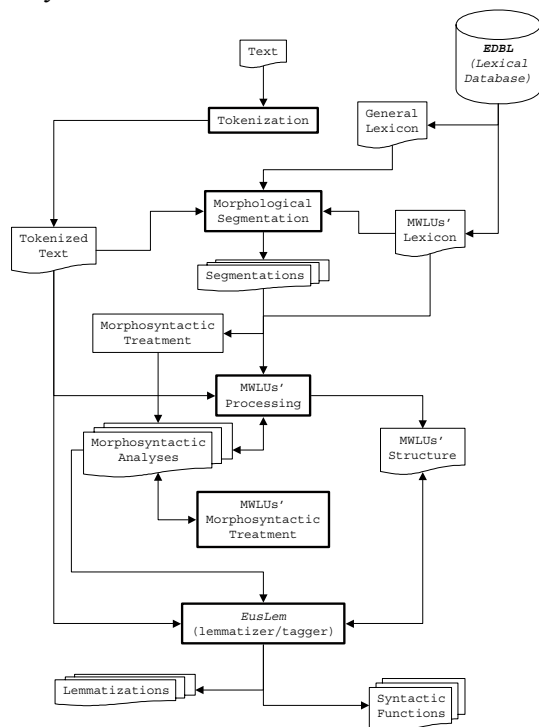 Text
EDBL
(Lexical
Database)
Tokenization
General
Lexicon
Morphological
Segmentation
MWLUs'
Lexicon
Tokenized
Text
Segmentations
Morphosyntactic
Treatment
MWLUs'
Processing
Morphosyntactic
Analyses
MWLUs'
Structure
MWLUs'
Morphosyntactic
Treatment
EusLem
(lemmatizer/tagger)
Lemmatizations
Syntactic
Functions